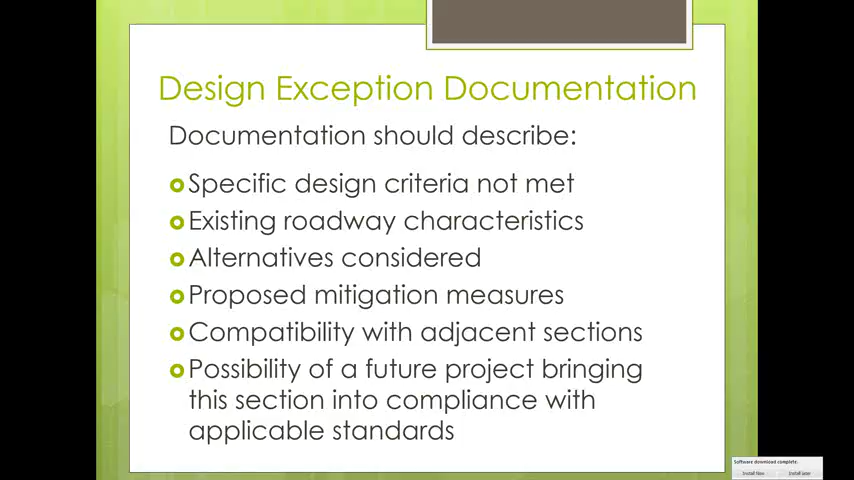 Design Exception Documentation
Documentation should describe:
Specific design criteria not met
Existing roadway characteristics
Alternatives considered
Proposed mitigation measures
Compatibility with adjacent sections
Possibility of a future project bringing
this section into compliance with
applicable standards
Software download complete.
Install Now Install later